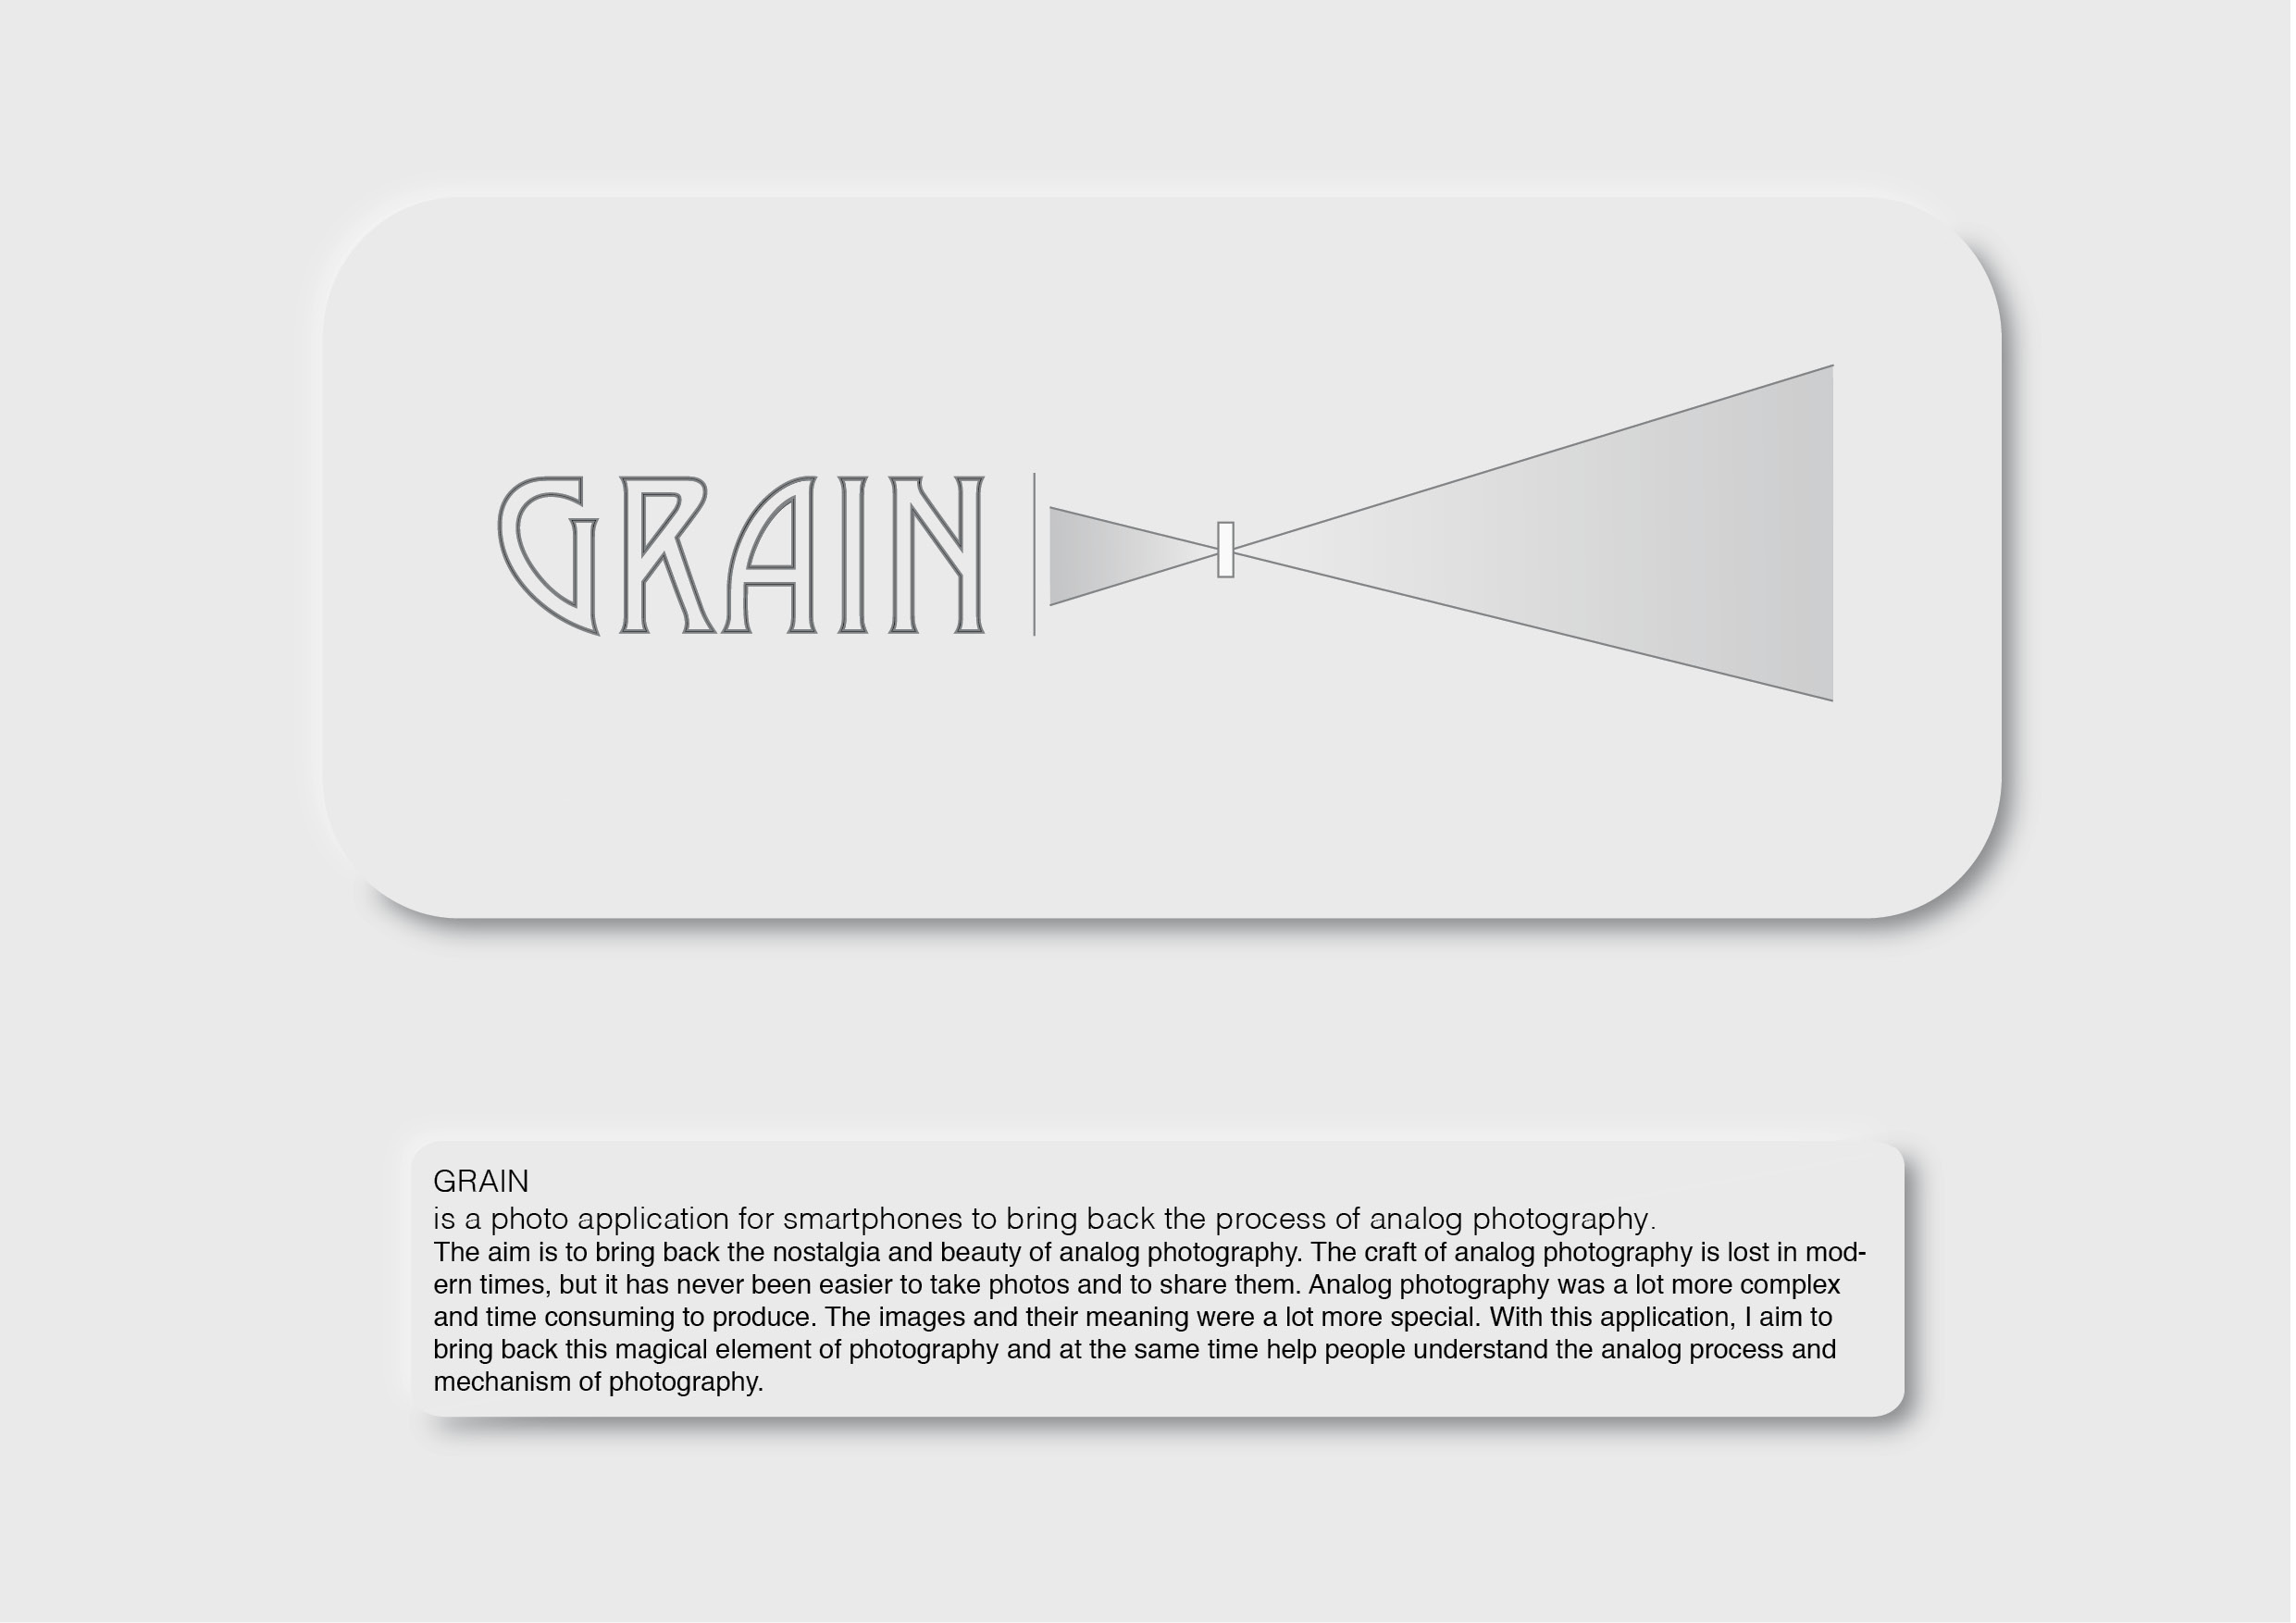 GRAIN
GRAIN
is a photo application for smartphones to bring back the process of analog photography.
The aim is to bring back the nostalgia and beauty of analog photography. The craft of analog photography is lost in mod-
ern times, but it has never been easier to take photos and to share them. Analog photography was a lot more complex
and time consuming to produce. The images and their meaning were a lot more special. With this application, I aim to
bring back this magical element of photography and at the same time help people understand the analog process and
mechanism of photography.